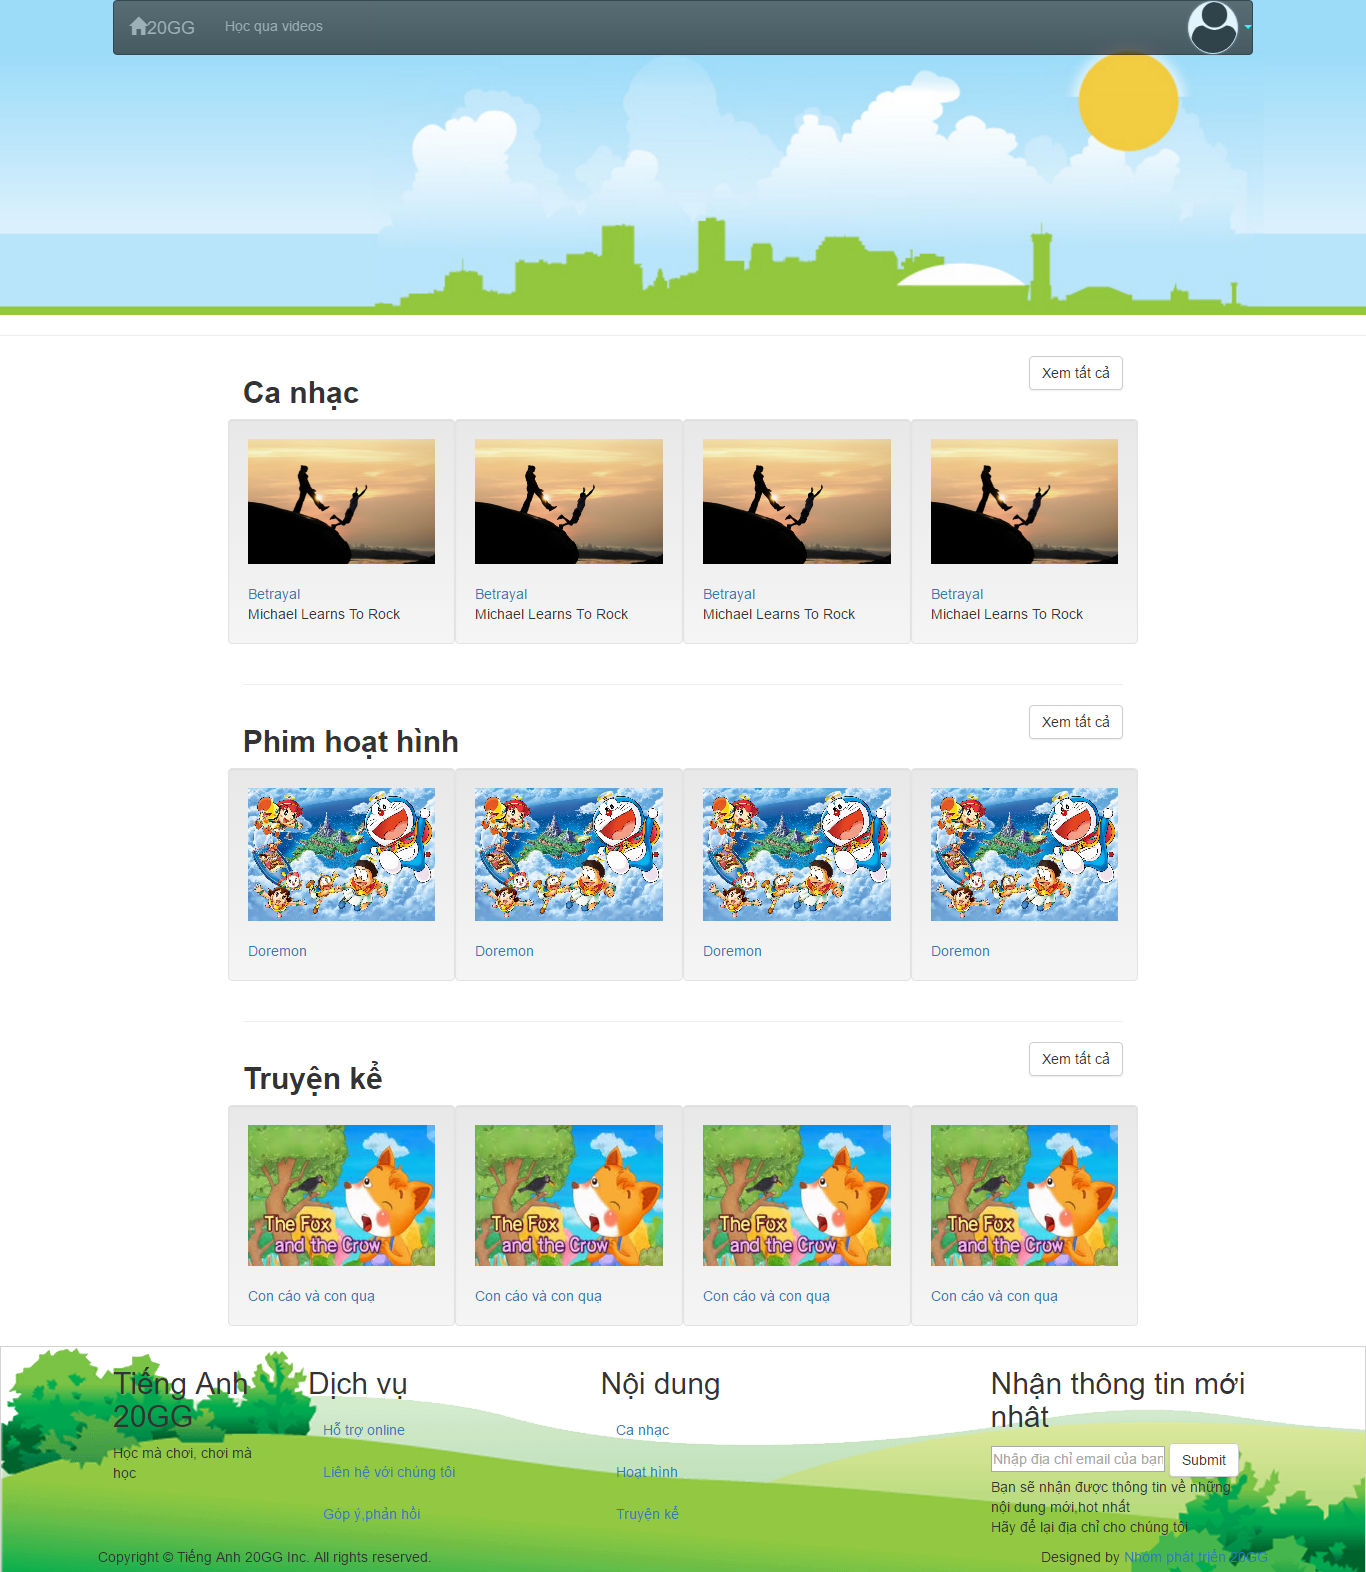 20GG Học qua videos
Xem tất cả
Ca nhạc
Betrayal Betrayal Betrayal Betrayal
Michael Learns To Rock Michael Learns To Rock Michael Learns To Rock Michael Learns To Rock
Xem tất cả
Phim hoạt hình
Doremon Doremon Doremon Doremon
Xem tất cả
Truyện kể
The Fox The Fox The Fox The Fox
and the Crow and the Crow and the Crow and the Crow
Con cáo và con quạ Con cáo và con quạ Con cáo và con quạ Con cáo và con quạ
Tiếng Anh
20GG
Học mà chơi, chơi mà
học
Dịch vụ
Hỗ trợ online
Liên hệ với chúng tôi
Góp ý,phản hồi
Nội dung
Ca nhạc
Hoạt hình
Truyện kể
Nhận thông tin mới
nhât
Nhập địa chỉ email của bạn Submit
Bạn sẽ nhận được thông tin về những
nội dung mới,hot nhất
Hãy để lại địa chỉ cho chúng tôi
Copyright © Tiếng Anh 20GG Inc. All rights reserved. Designed by Nhóm phát triển 20GG